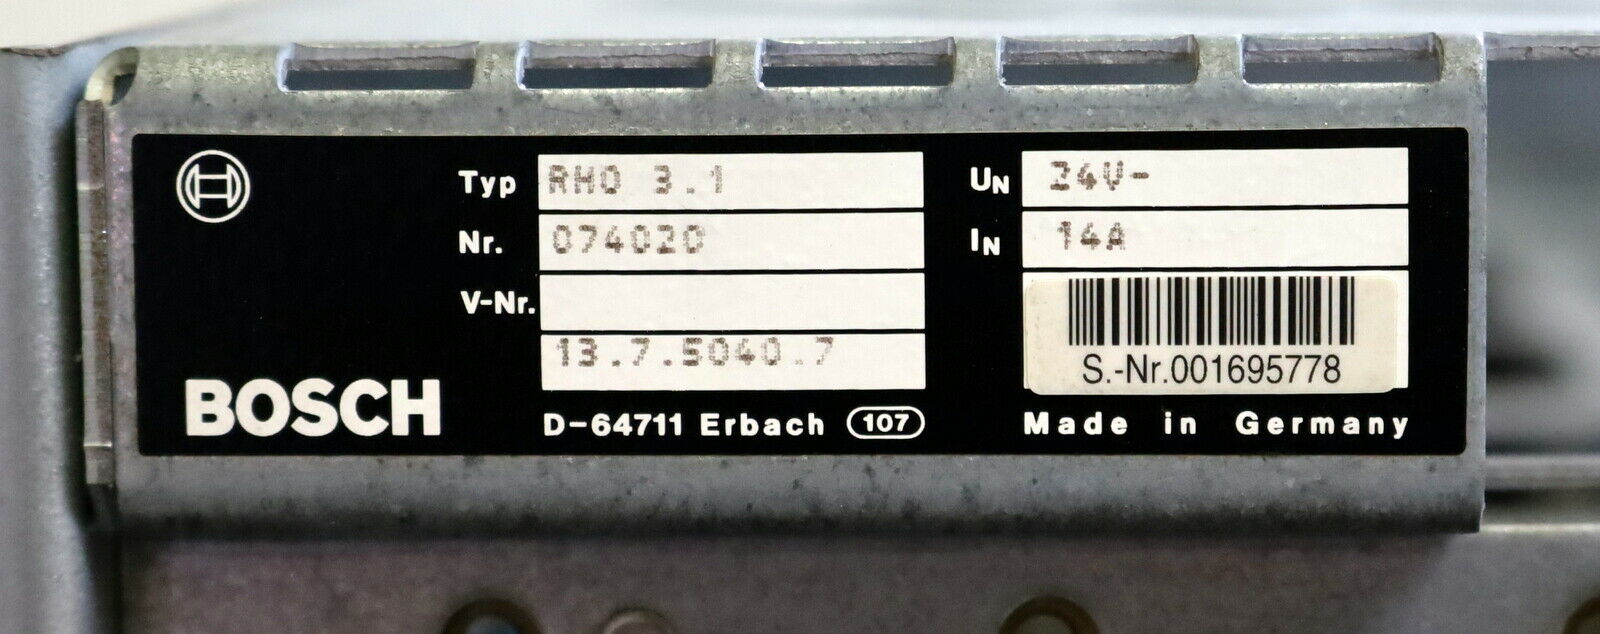 Typ RHO 3.1
Nr. 074020
V-Nr.
13.7.5040.7
BOSCH
D-64711 Erbach 107
UN 24V-
IN 14A
S.-Nr.001695778
Made in Germany